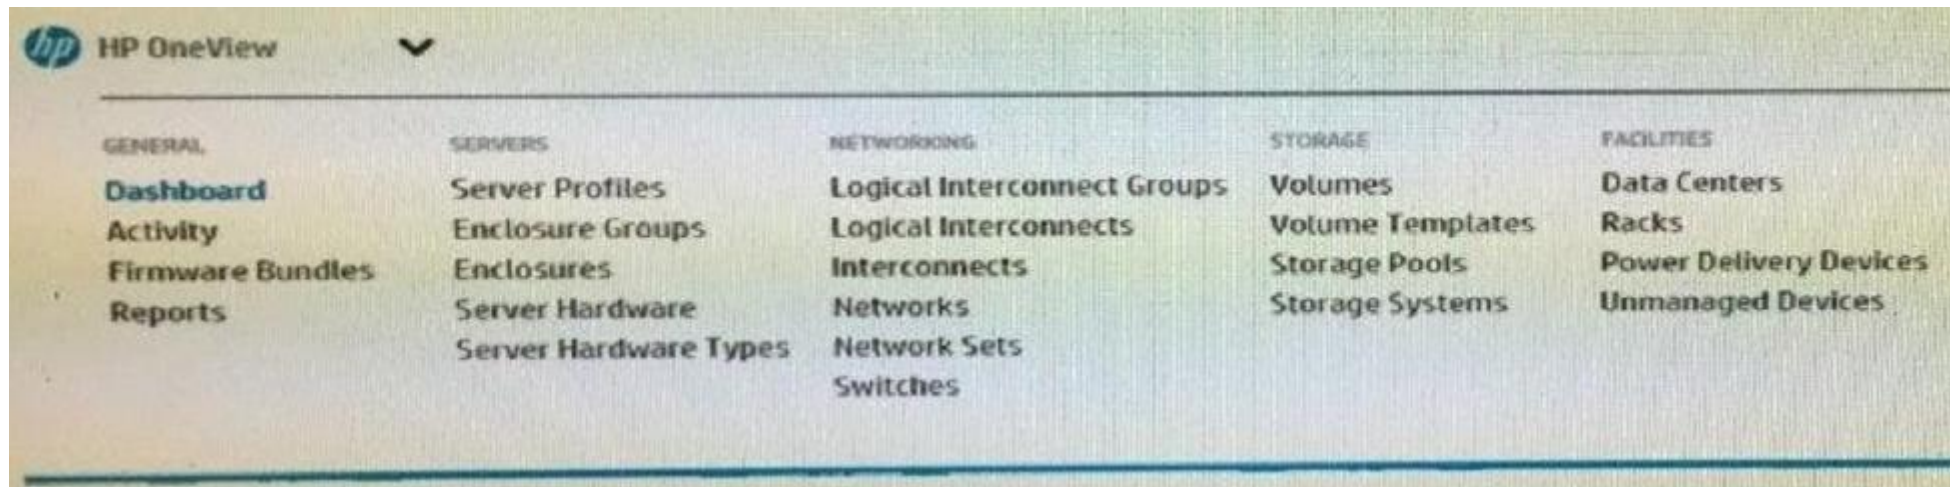 hp HP OneView
GENERAL
Dashboard
Activity
Firmware Bundles
Reports
SERVERS
Server Profiles
Enclosure Groups
Enclosures
Server Hardware
Server Hardware Types
NETWORKING
Logical Interconnect Groups
Logical Interconnects
Interconnects
Networks
Network Sets
Switches
STORAGE
Volumes
Volume Templates
Storage Pools
Storage Systems
FACILITIES
Data Centers
Racks
Power Delivery Devices
Unmanaged Devices